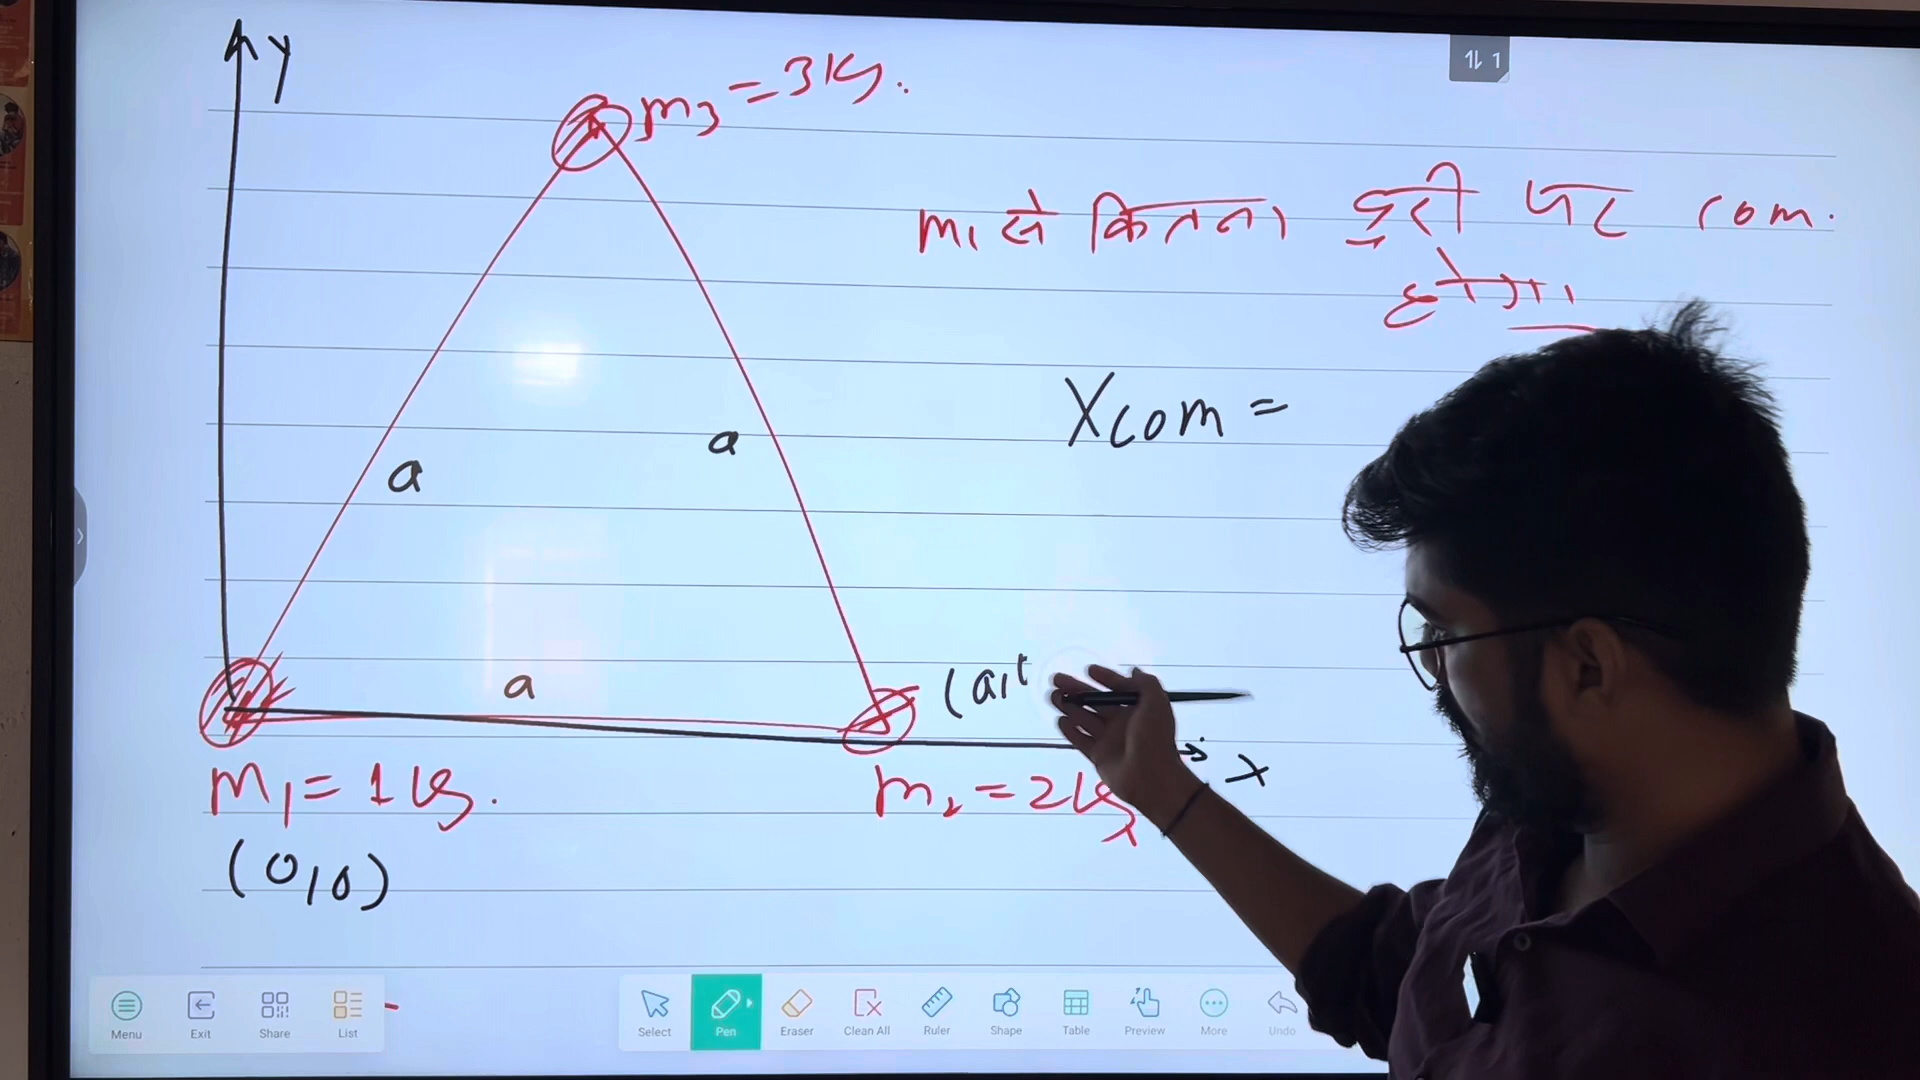 y
m₃ = 3kg.
⇅ 1
m₁ से कितना दूरी पर com.
होगा
Xcom =
a
a
a
(a,
x
m₁ = 1kg.
m₂ = 2kg
(0,0)
Menu
Exit
Share
List
Select
Pen
Eraser
Clean All
Ruler
Shape
Table
Preview
More
Undo